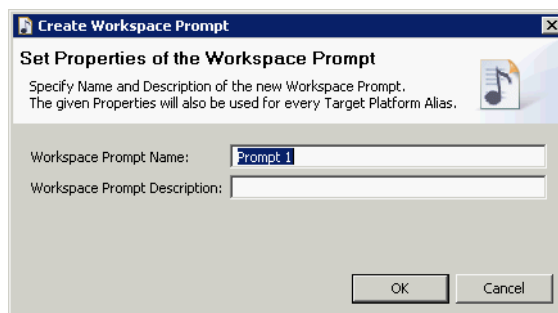 Create Workspace Prompt
Set Properties of the Workspace Prompt
Specify Name and Description of the new Workspace Prompt.
The given Properties will also be used for every Target Platform Alias.
Workspace Prompt Name: Prompt 1
Workspace Prompt Description:
OK Cancel